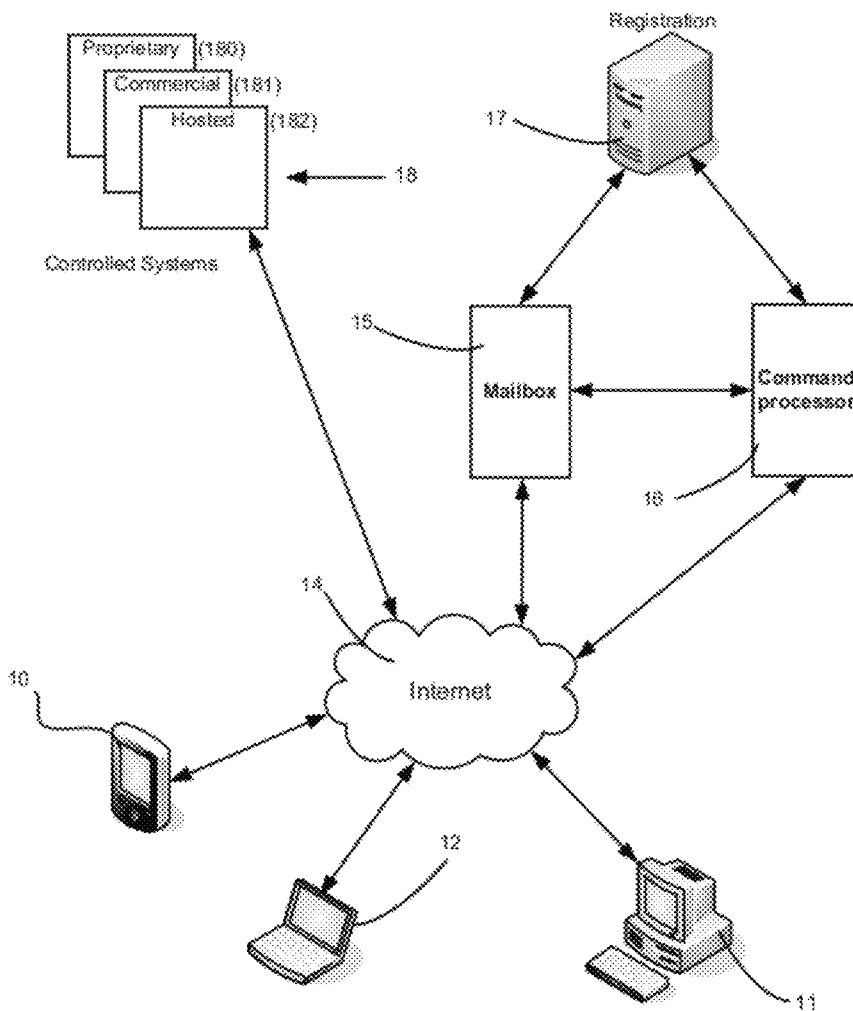 Registration
Proprietary (180)
Commercial (181)
Hosted (182)
17
18
Controlled Systems
15
Mailbox
Command
processor
16
14
Internet
10
12
11